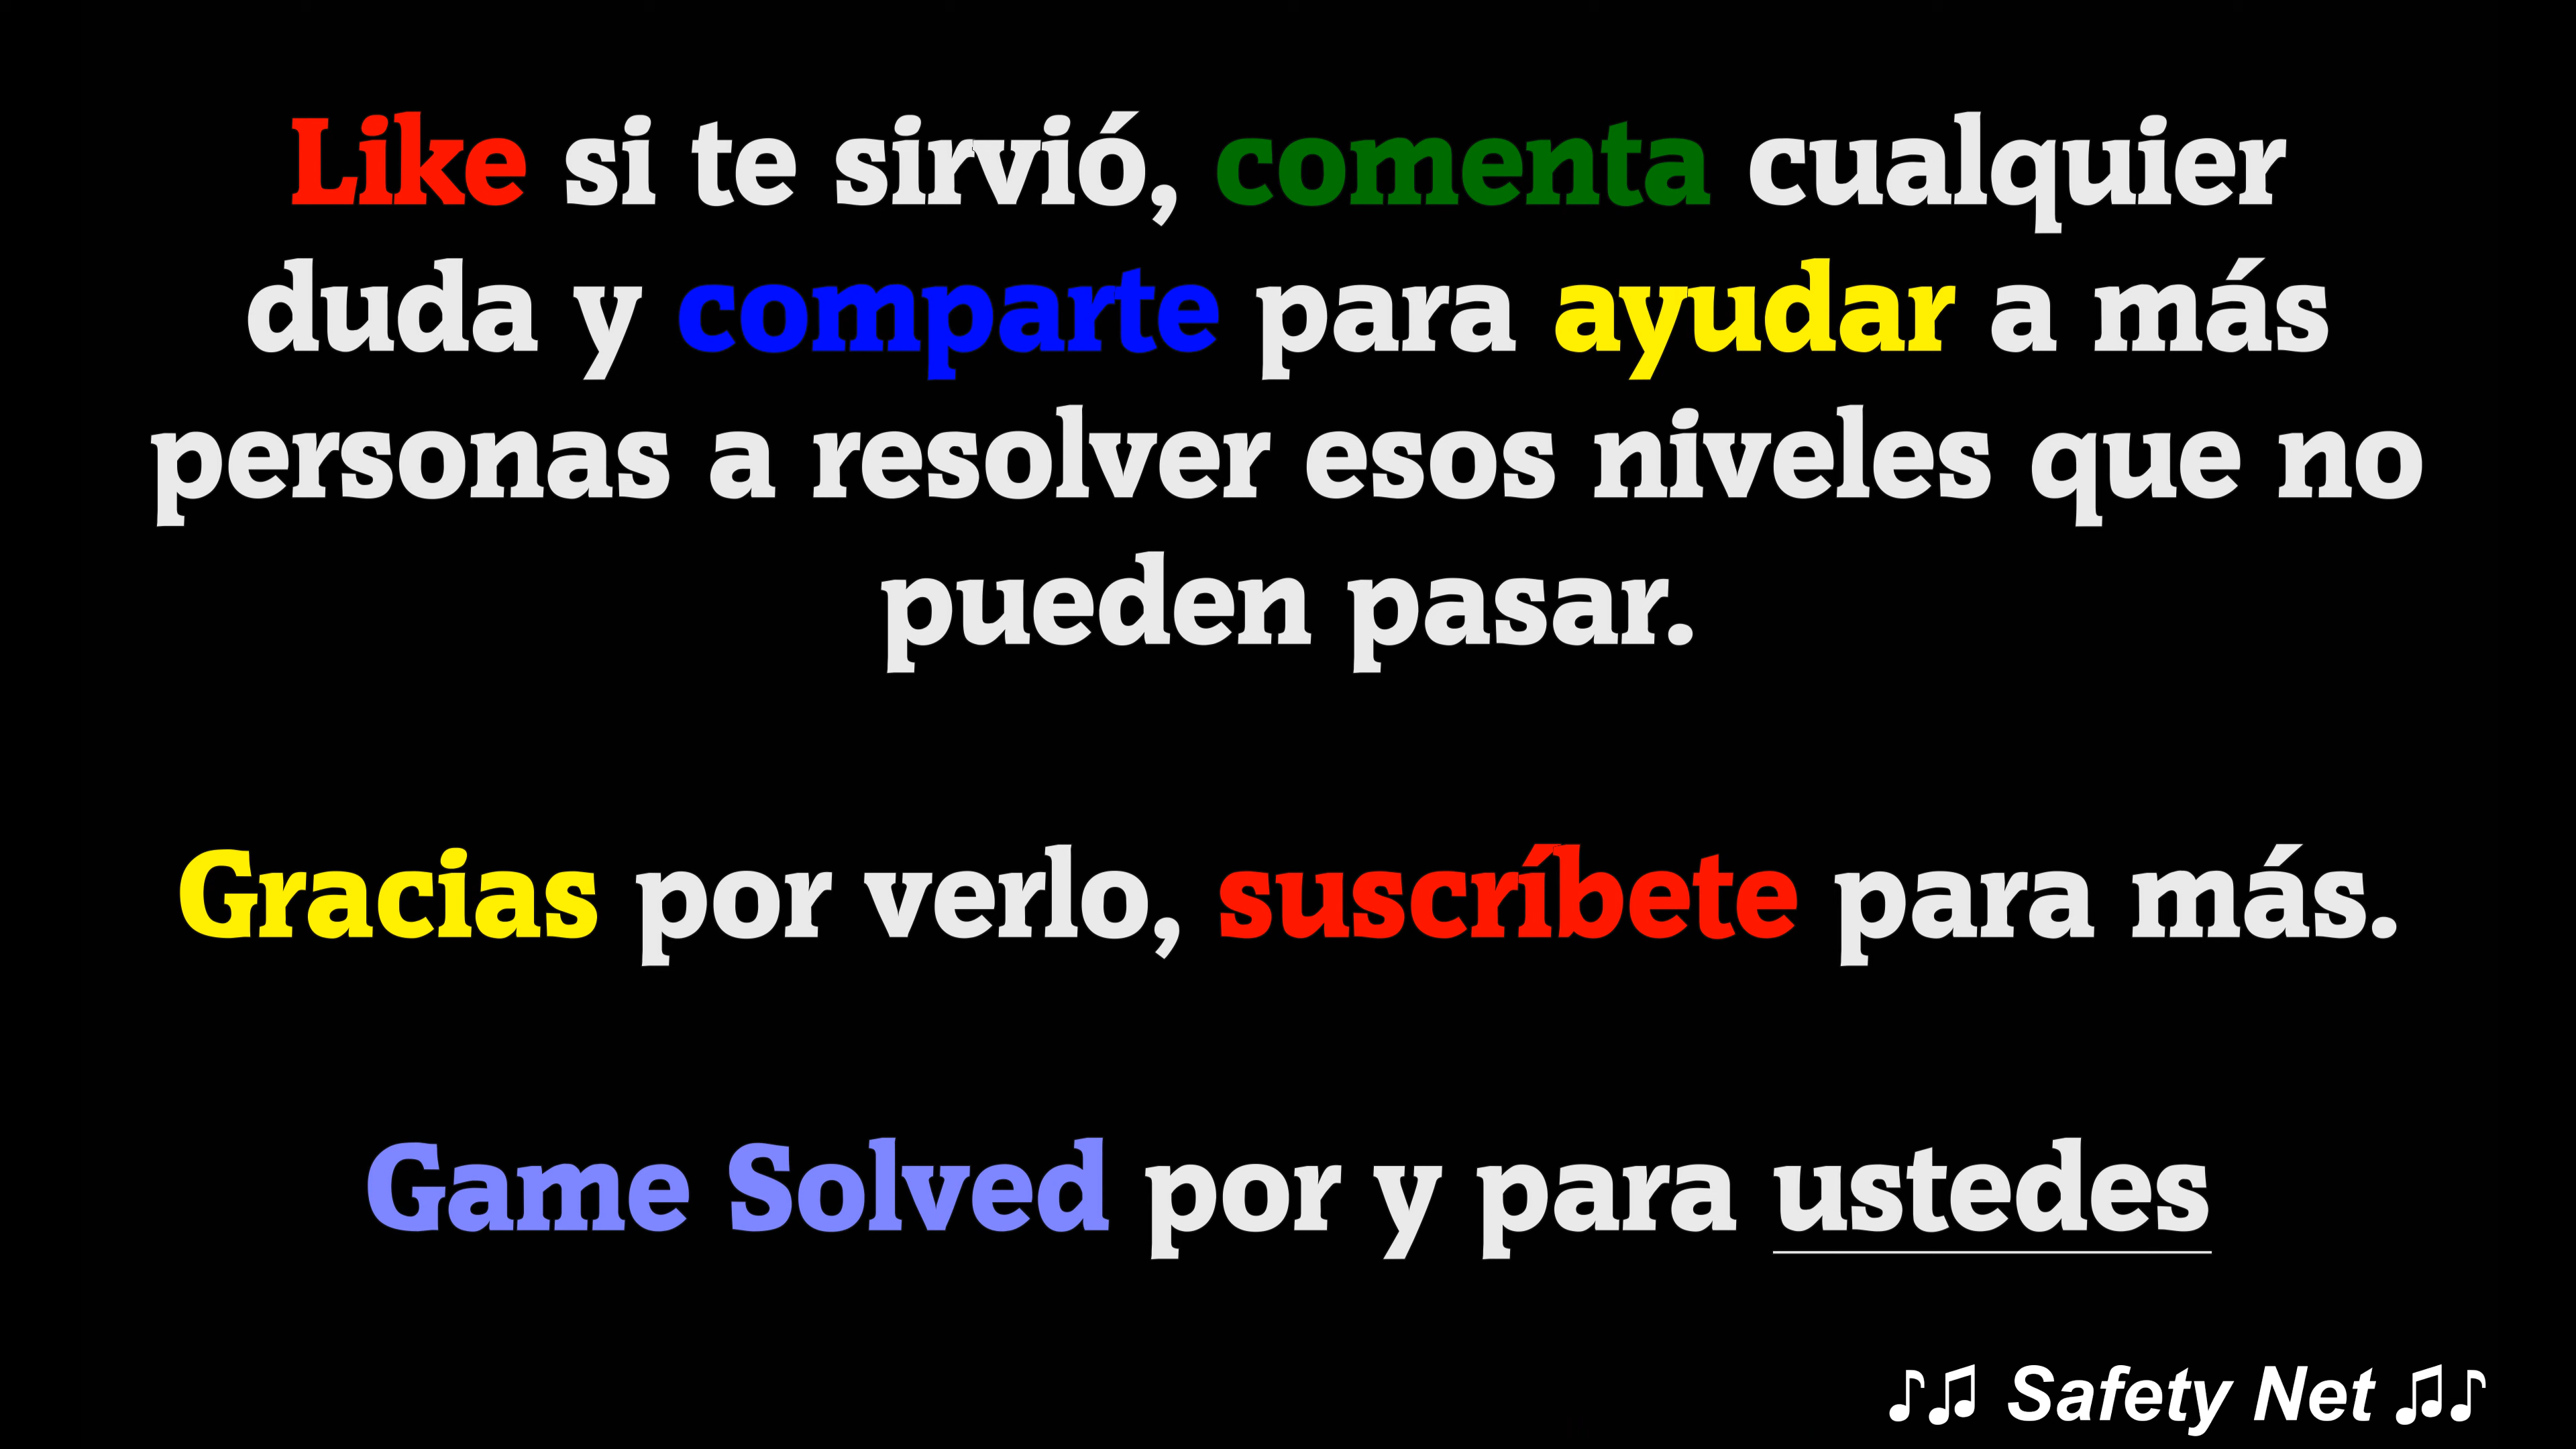 Like si te sirvió, comenta cualquier
duda y comparte para ayudar a más
personas a resolver esos niveles que no
pueden pasar.
Gracias por verlo, suscríbete para más.
Game Solved por y para ustedes
♪♫ Safety Net ♫♪